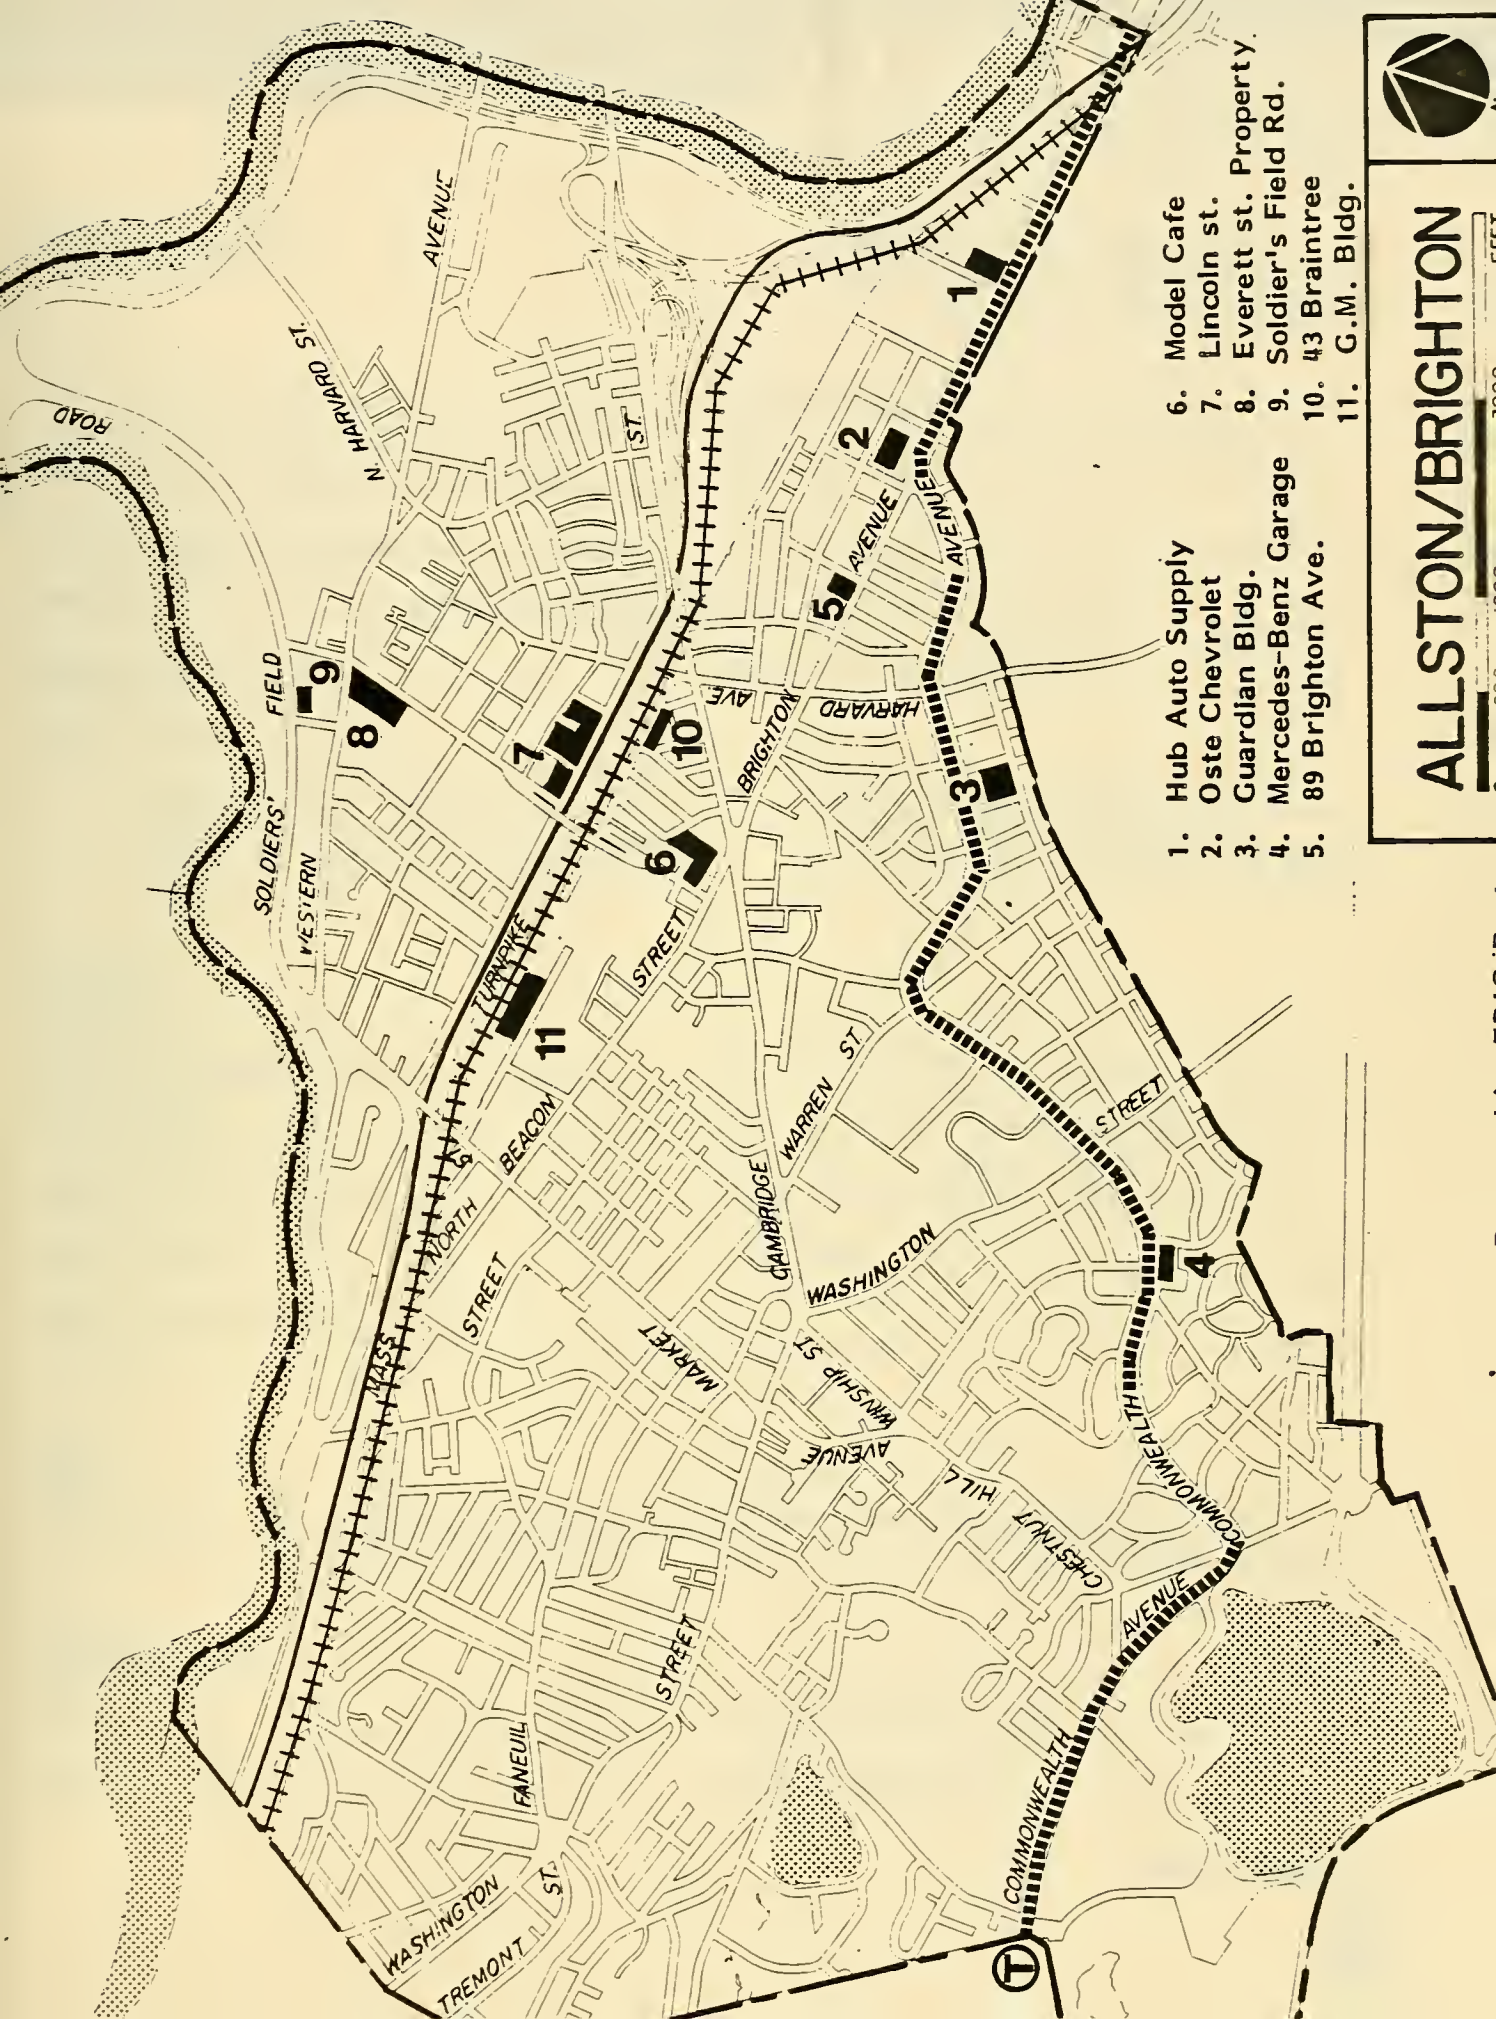 ROAD
AVENUE
N. HARVARD ST.
ST.
FIELD
SOLDIERS'
WESTERN
9
8
7
10
AVE
HARVARD
BRIGHTON
5
AVENUE
2
AVENUE
1
3
6
STREET
TURNPIKE
11
BEACON
NORTH
STREET
MASS
CAMBRIDGE
WARREN
ST.
STREET
WASHINGTON
4
MARKET
WINSHIP ST
AVENUE
HILL
CHESTNUT
COMMONWEALTH
AVENUE
STREET
FANEUIL
WASHINGTON
ST.
TREMONT
COMMONWEALTH
T
1. Hub Auto Supply
2. Oste Chevrolet
3. Guardian Bldg.
4. Mercedes-Benz Garage
5. 89 Brighton Ave.
6. Model Cafe
7. Lincoln st.
8. Everett st. Property.
9. Soldier's Field Rd.
10. 43 Braintree
11. G.M. Bldg.
ALLSTON/BRIGHTON